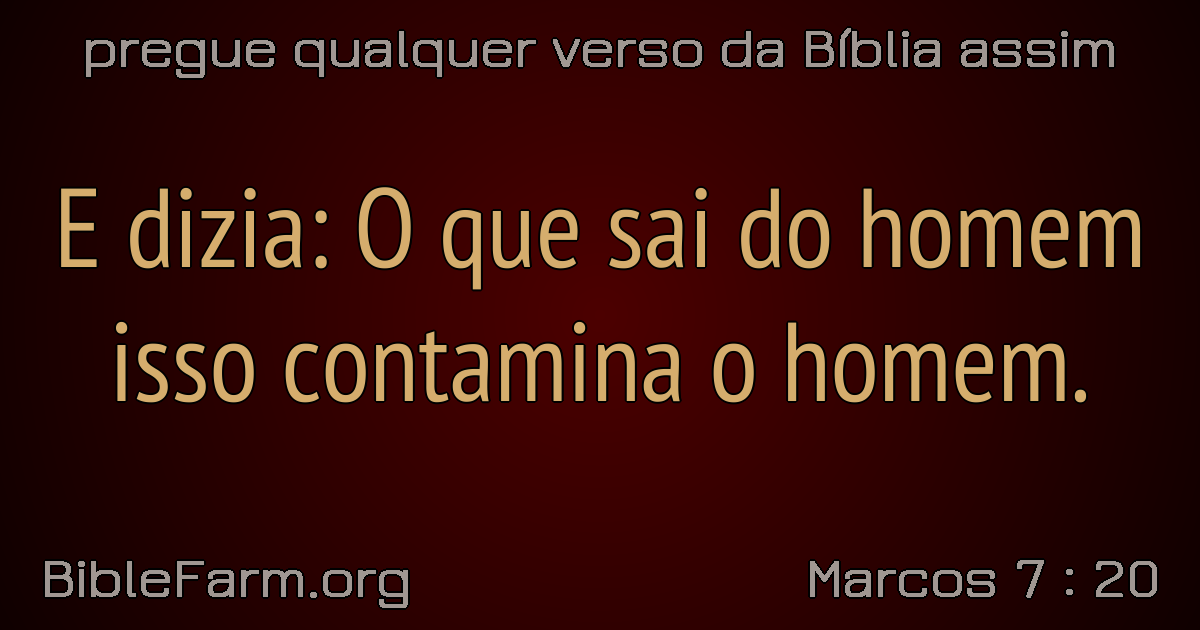 pregue qualquer verso da Bíblia assim
E dizia: O que sai do homem
isso contamina o homem.
BibleFarm.org
Marcos 7 : 20